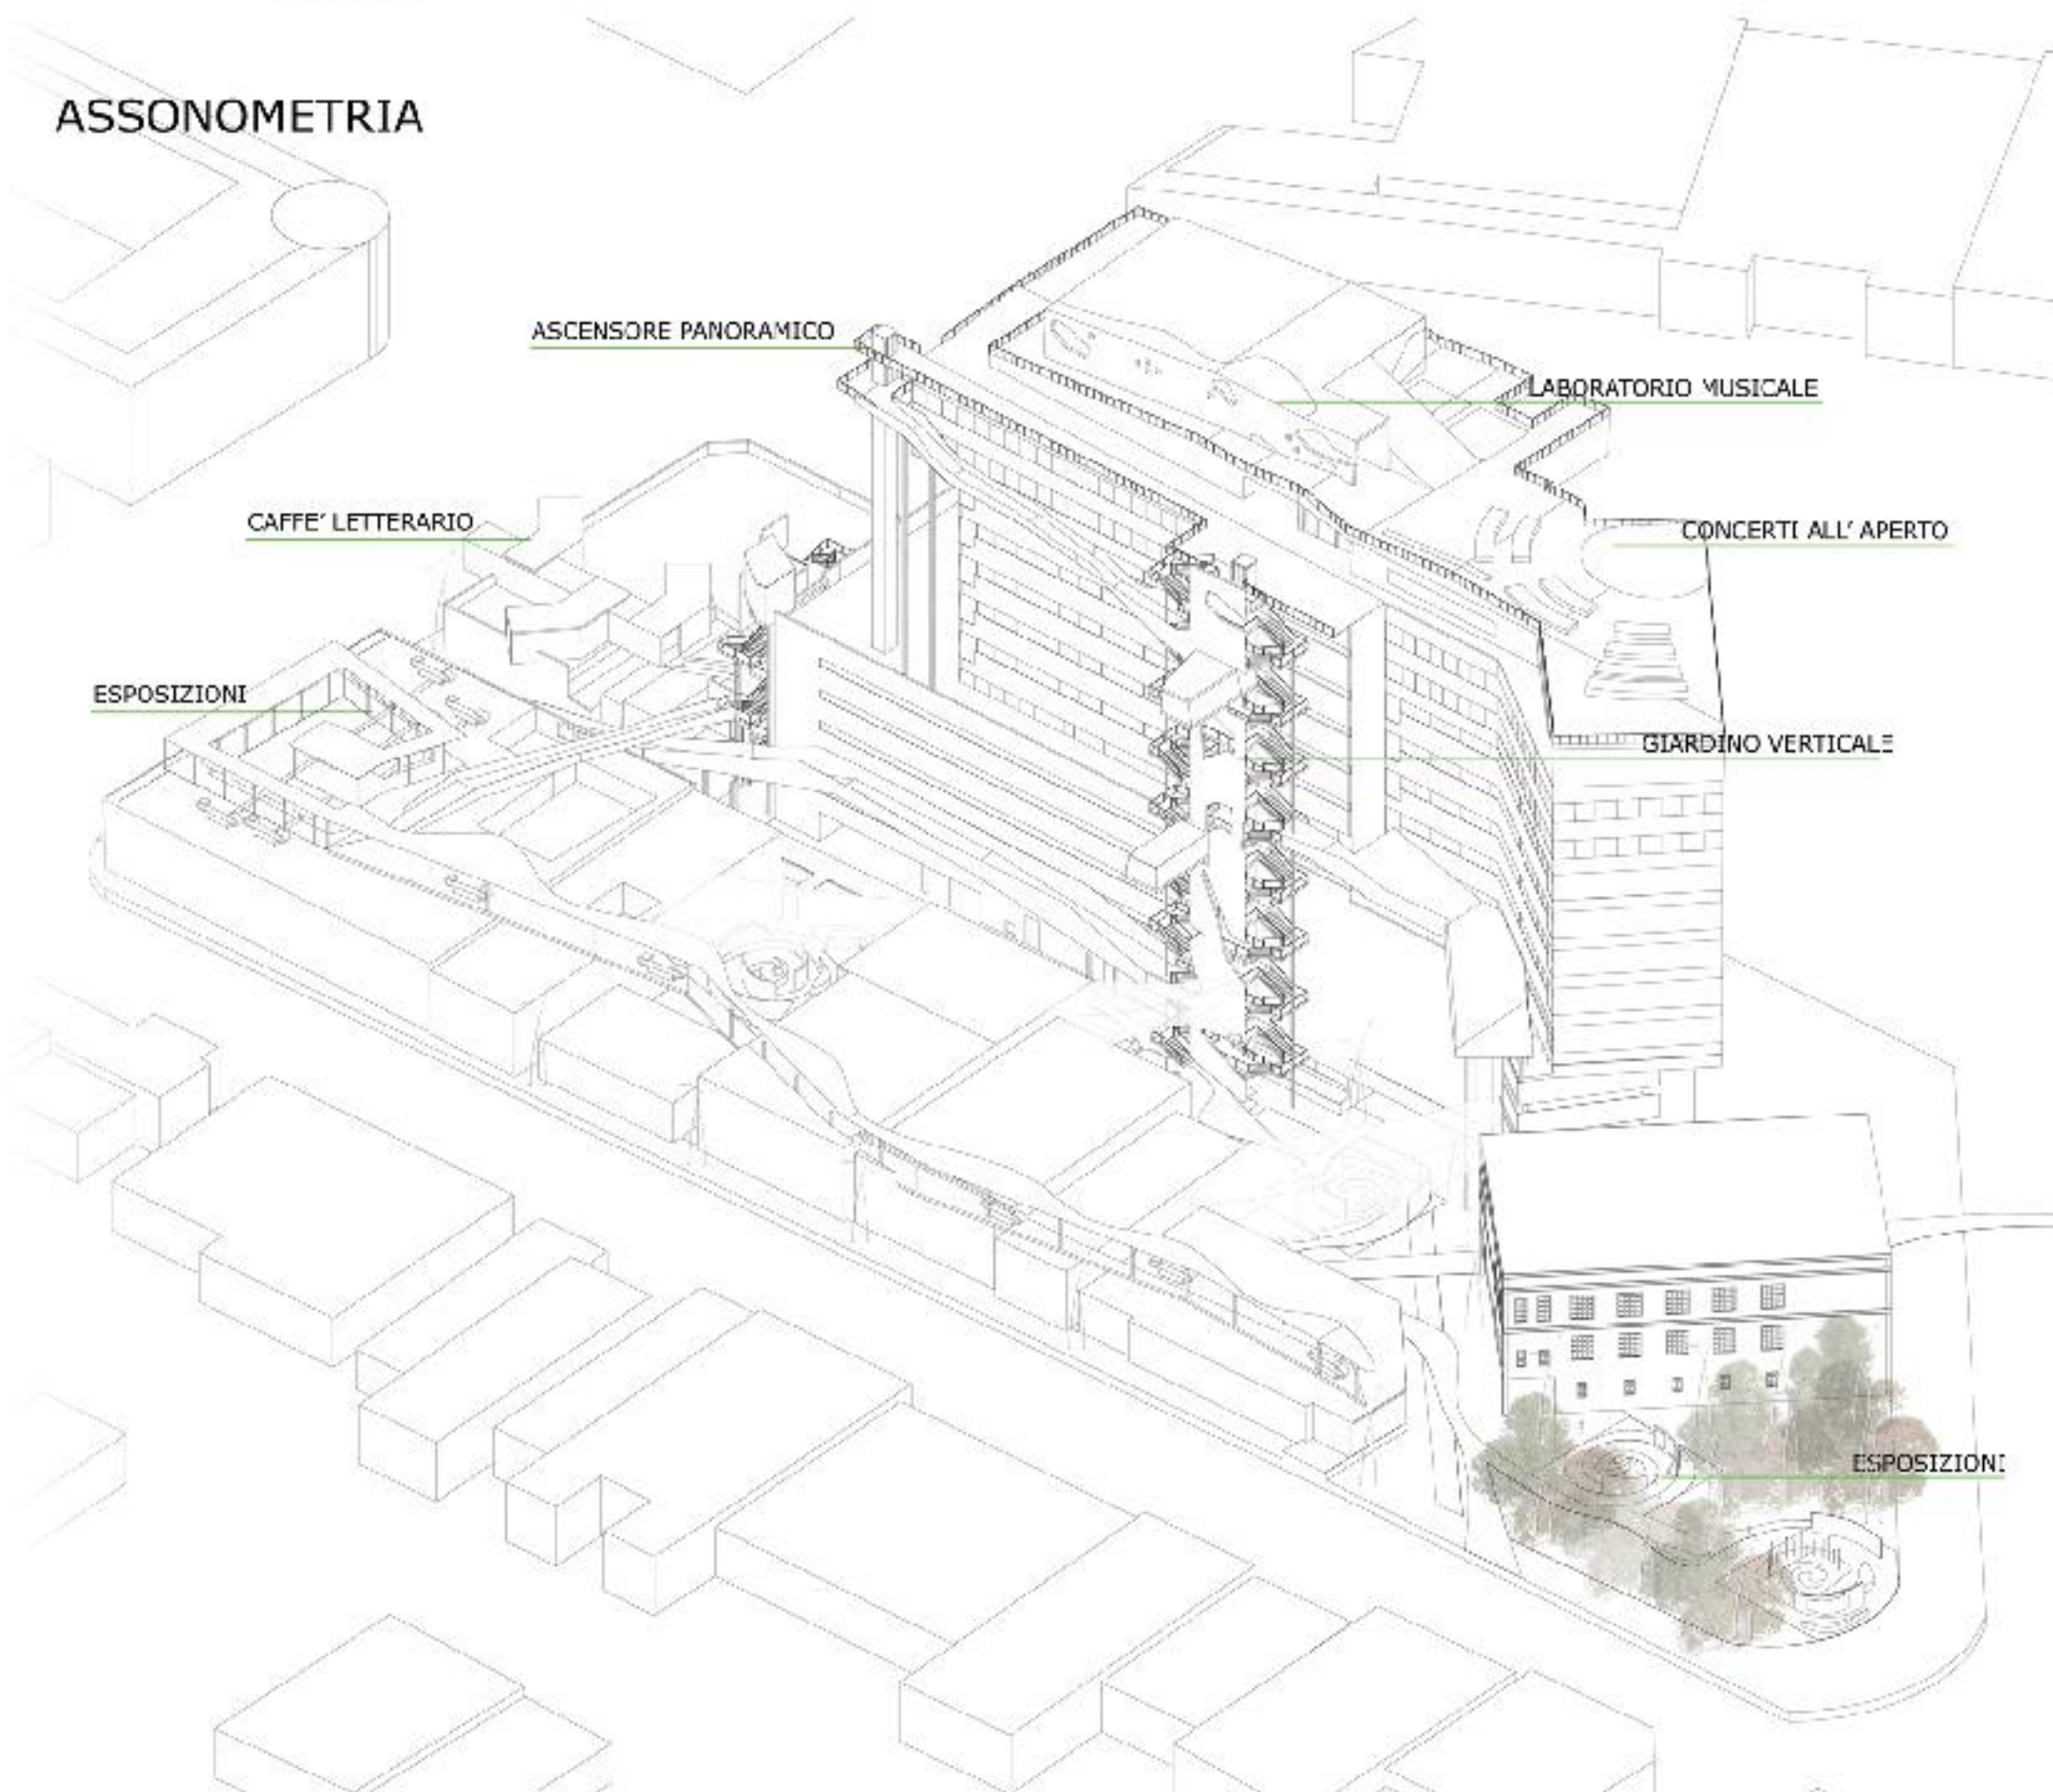 ASSONOMETRIA
ASCENSORE PANORAMICO
LABORATORIO MUSICALE
CAFFE' LETTERARIO
CONCERTI ALL' APERTO
ESPOSIZIONI
GIARDINO VERTICALE
ESPOSIZIONI